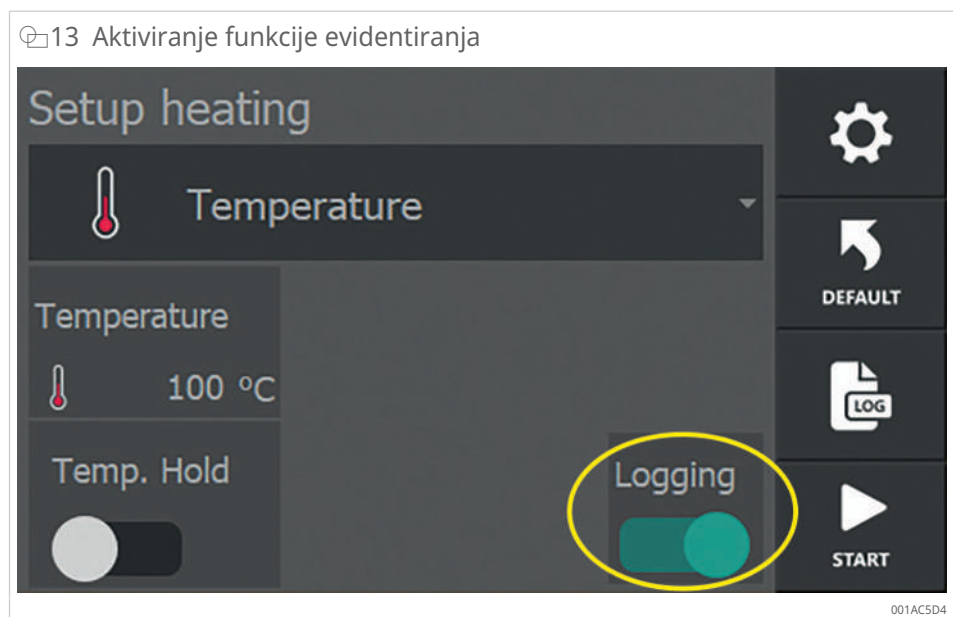 13 Aktiviranje funkcije evidentiranja
Setup heating
Temperature
DEFAULT
Temperature
100 °C
LOG
Temp. Hold
Logging
START
001AC5D4